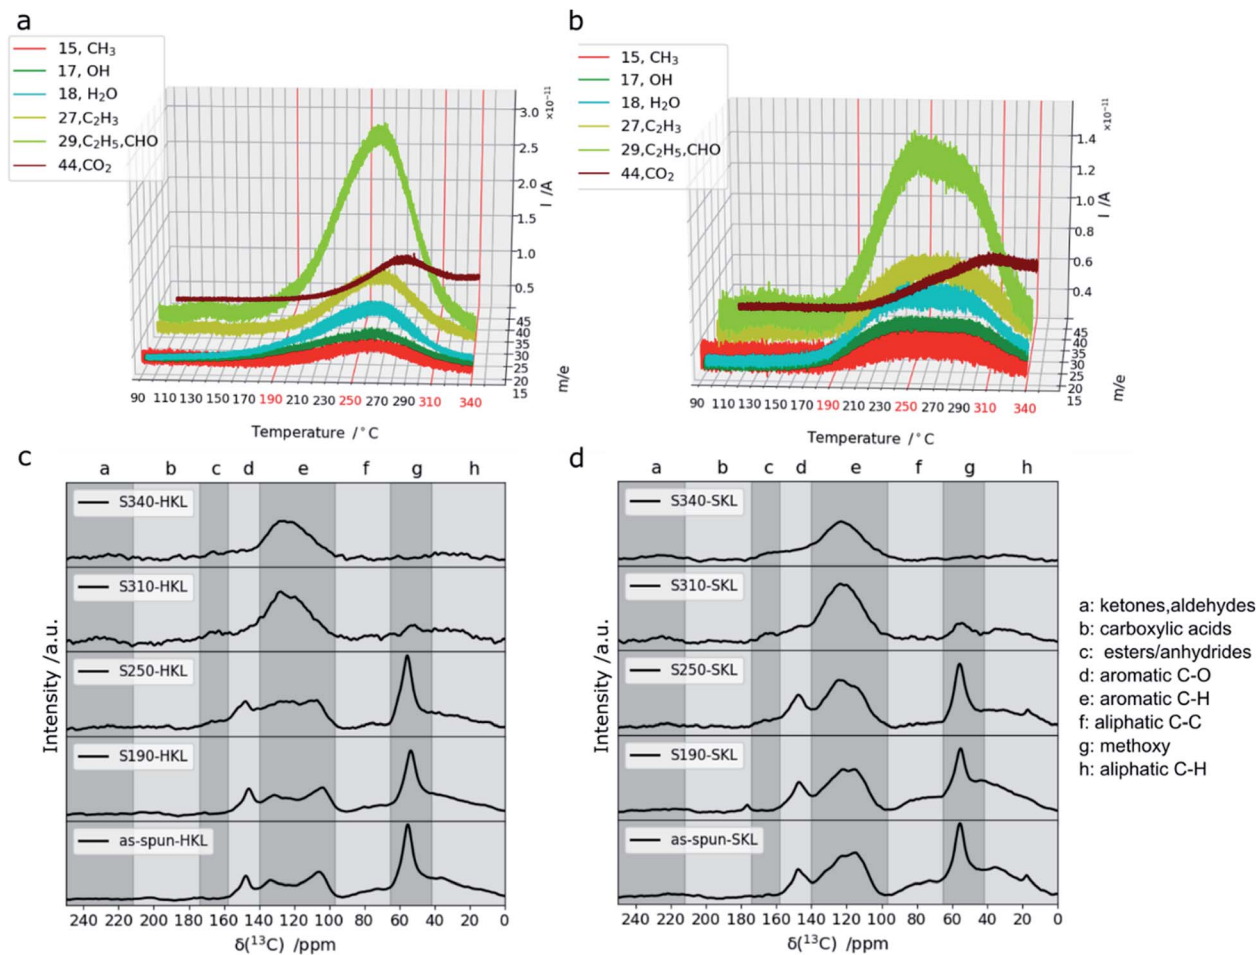 a
15, CH₃
17, OH
18, H₂O
27,C₂H₃
29,C₂H₅,CHO
44,CO₂
×10⁻¹¹
3.0
2.5
2.0
1.5
1.0
0.5
I /A
45
40
35
30
25
20
15
m/e
90 110 130 150 170 190 210 230 250 270 290 310 340
Temperature /°C
b
15, CH₃
17, OH
18, H₂O
27,C₂H₃
29,C₂H₅,CHO
44,CO₂
×10⁻¹¹
1.4
1.2
1.0
0.8
0.6
0.4
I /A
45
40
35
30
25
20
15
m/e
90 110 130 150 170 190 210 230 250 270 290 310 340
Temperature /°C
c
a b c d e f g h
S340-HKL
S310-HKL
S250-HKL
S190-HKL
as-spun-HKL
Intensity /a.u.
240 220 200 180 160 140 120 100 80 60 40 20 0
δ(¹³C) /ppm
d
a b c d e f g h
S340-SKL
S310-SKL
S250-SKL
S190-SKL
as-spun-SKL
Intensity /a.u.
240 220 200 180 160 140 120 100 80 60 40 20 0
δ(¹³C) /ppm
a: ketones,aldehydes
b: carboxylic acids
c: esters/anhydrides
d: aromatic C-O
e: aromatic C-H
f: aliphatic C-C
g: methoxy
h: aliphatic C-H